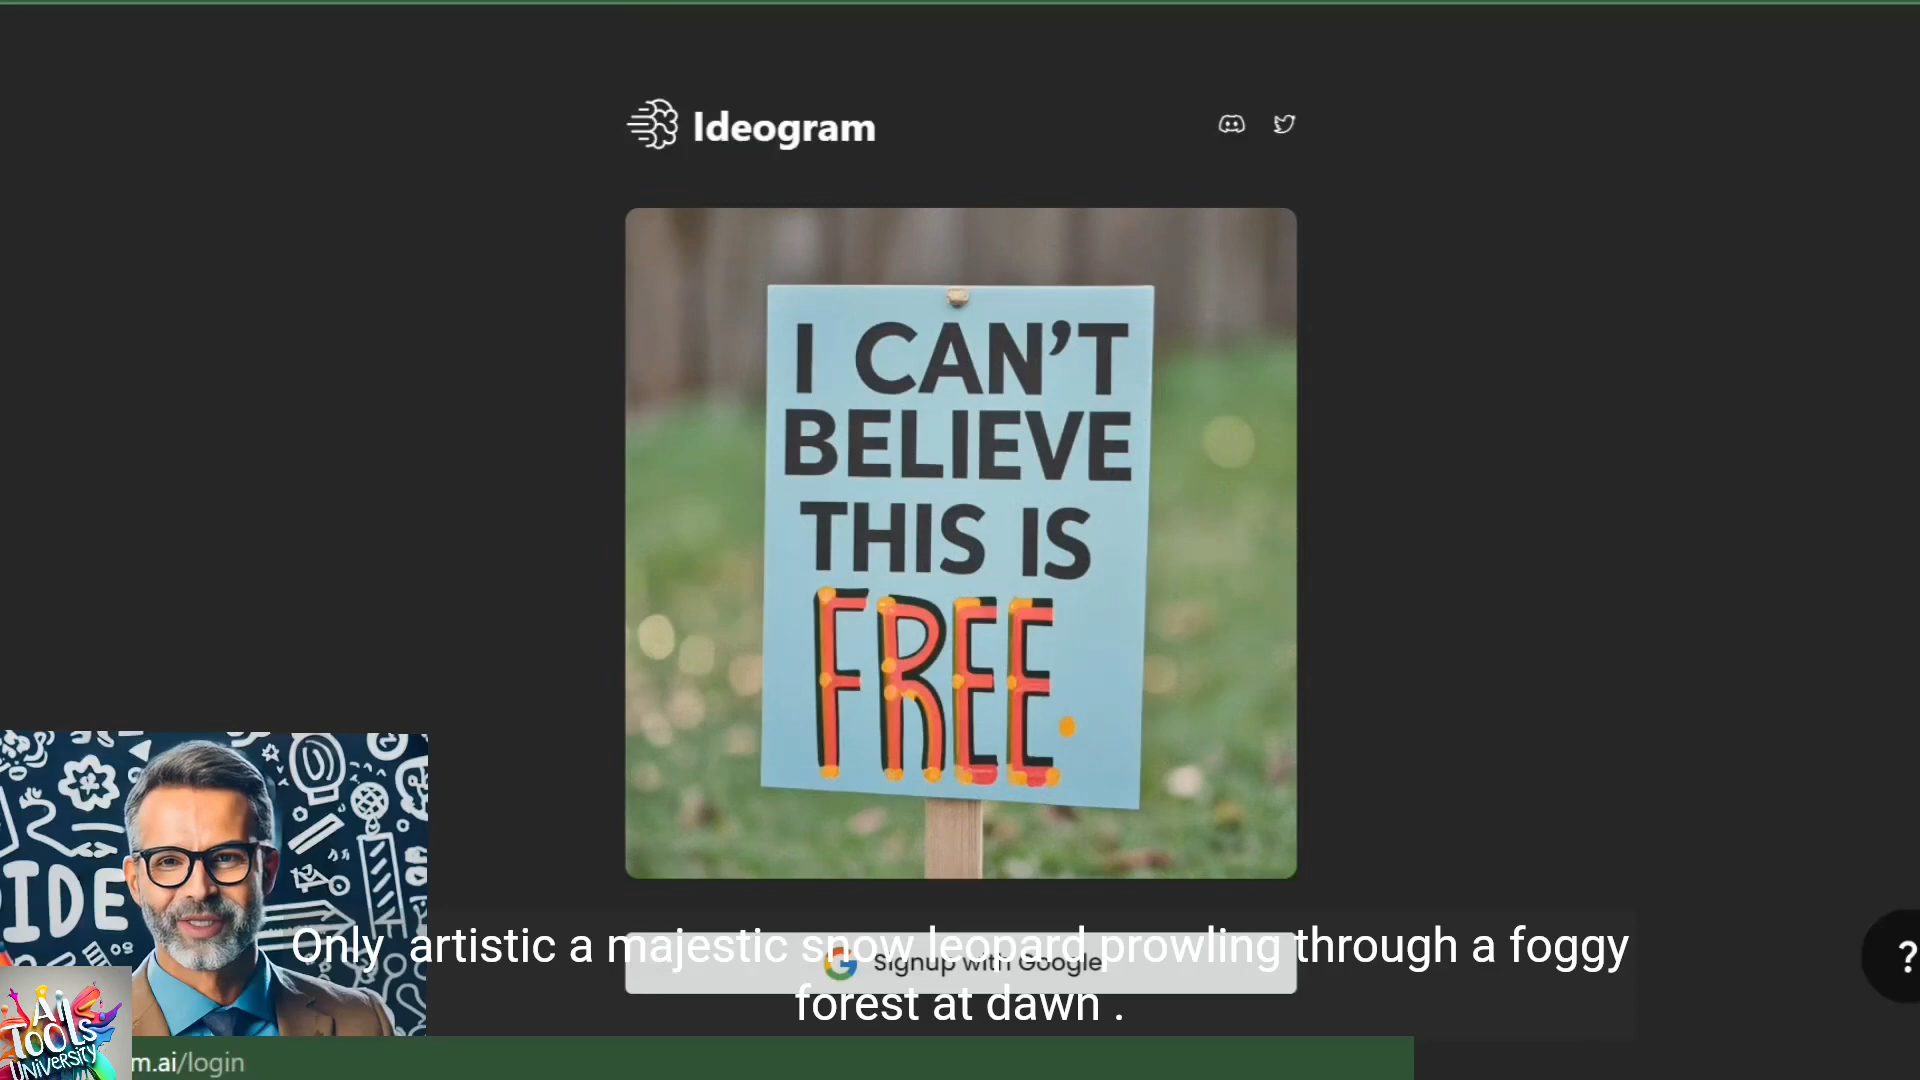 Ideogram
I CAN'T
BELIEVE
THIS IS
FREE.
IDE
Signup with Google
Only artistic a majestic snow leopard prowling through a foggy
forest at dawn .
?
Ai
TOOLS
UNIVERSITY
m.ai/login